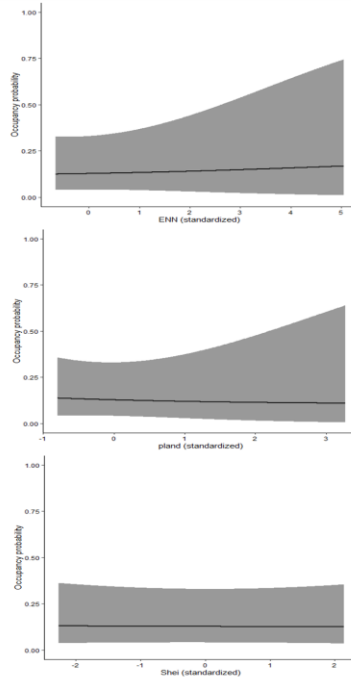 1.00
0.75
Occupancy probability
0.50
0.25
0.00
0 1 2 3 4 5
ENN (standardized)
1.00
0.75
Occupancy probability
0.50
0.25
0.00
-1 0 1 2 3
pland (standardized)
1.00
0.75
Occupancy probability
0.50
0.25
0.00
-2 -1 0 1 2
Shei (standardized)